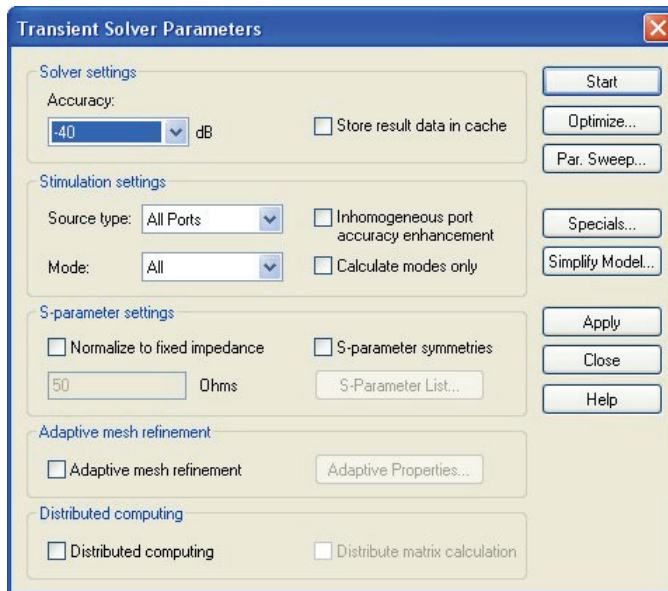 Transient Solver Parameters
Solver settings
Accuracy:
-40
dB
Store result data in cache
Stimulation settings
Source type:
All Ports
Inhomogeneous port
accuracy enhancement
Mode:
All
Calculate modes only
S-parameter settings
Normalize to fixed impedance
S-parameter symmetries
50
Ohms
S-Parameter List...
Adaptive mesh refinement
Adaptive mesh refinement
Adaptive Properties...
Distributed computing
Distributed computing
Distribute matrix calculation
Start
Optimize...
Par. Sweep...
Specials...
Simplify Model...
Apply
Close
Help